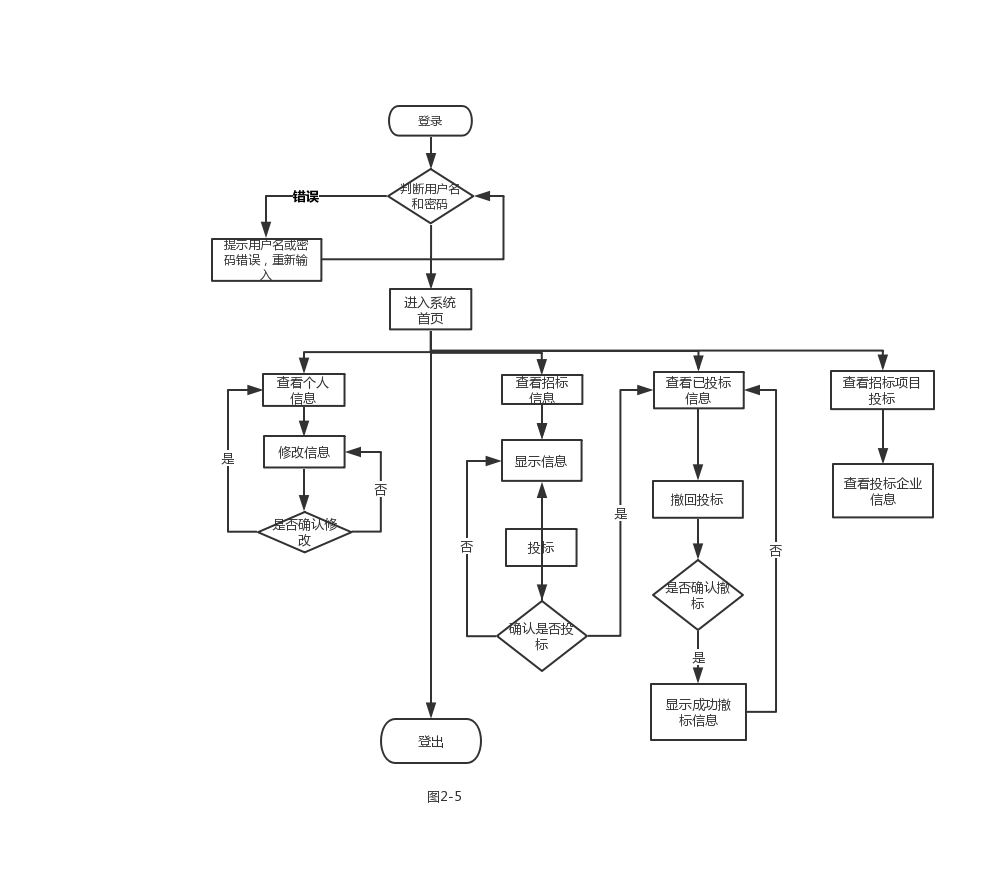 登录
判断用户名
和密码
错误
提示用户名或密
码错误，重新输
入
进入系统
首页
查看个人
信息
查看招标
信息
查看已投标
信息
查看招标项目
投标
修改信息
显示信息
查看投标企业
信息
是
否
撤回投标
是
是否确认修
改
否
投标
否
是否确认撤
标
确认是否投
标
是
显示成功撤
标信息
登出
图2-5